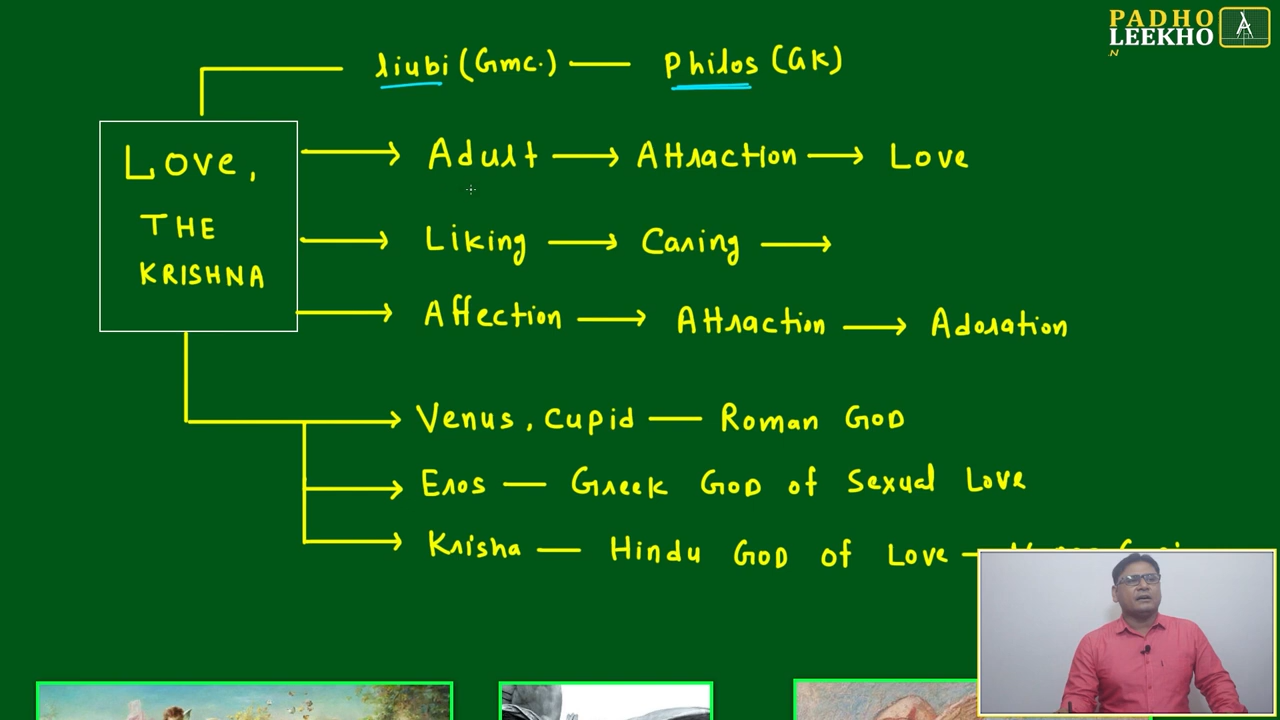 PADHO
LEEKHO
liubi (Gmc.) — Philos (GK)
LOVE,
THE
KRISHNA
Adult → Attraction → Love
Liking → Caring →
Affection → Attraction → Adoration
Venus, Cupid — Roman GOD
Eros — Greek GOD of Sexual Love
Krisha — Hindu GOD of Love —